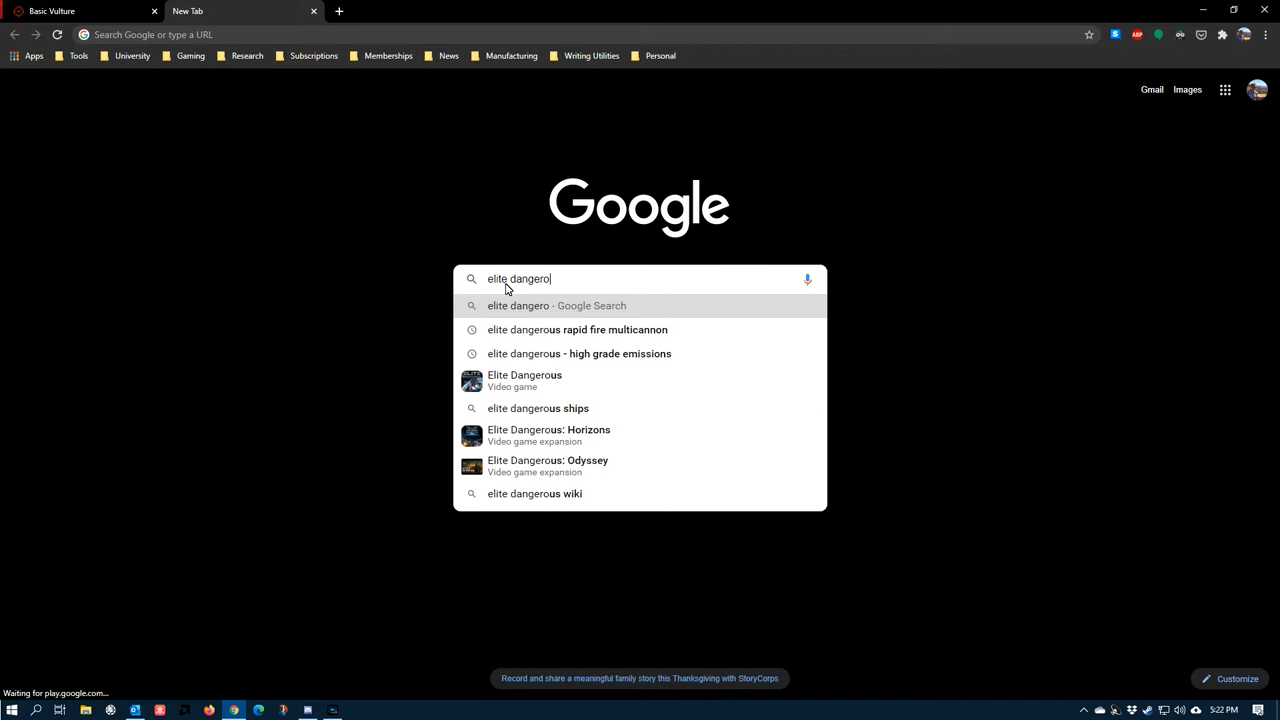 Basic Vulture
New Tab
Search Google or type a URL
Apps Tools University Gaming Research Subscriptions Memberships News Manufacturing Writing Utilities Personal
Gmail Images
Google
elite dangero
elite dangero - Google Search
elite dangerous rapid fire multicannon
elite dangerous - high grade emissions
Elite Dangerous
Video game
elite dangerous ships
Elite Dangerous: Horizons
Video game expansion
Elite Dangerous: Odyssey
Video game expansion
elite dangerous wiki
Record and share a meaningful family story this Thanksgiving with StoryCorps
Customize
Waiting for play.google.com...
5:22 PM